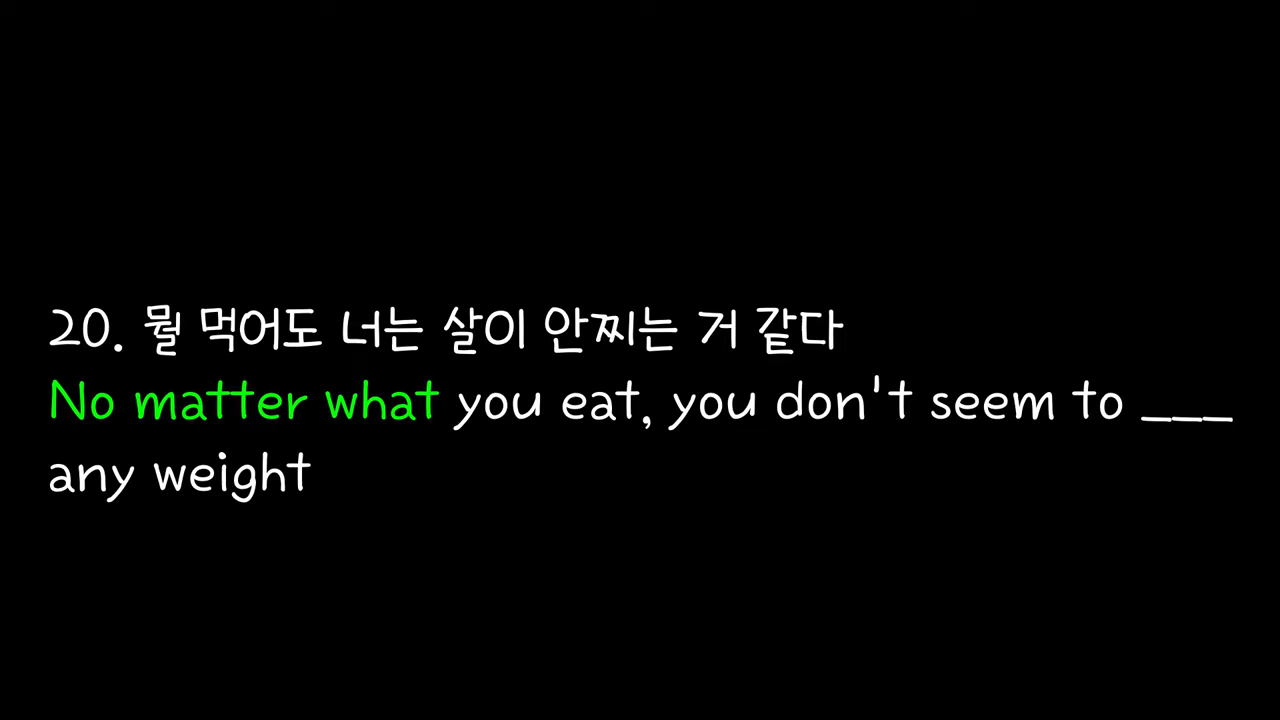 20. 뭘 먹어도 너는 살이 안찌는 거 같다
No matter what you eat, you don't seem to ___
any weight